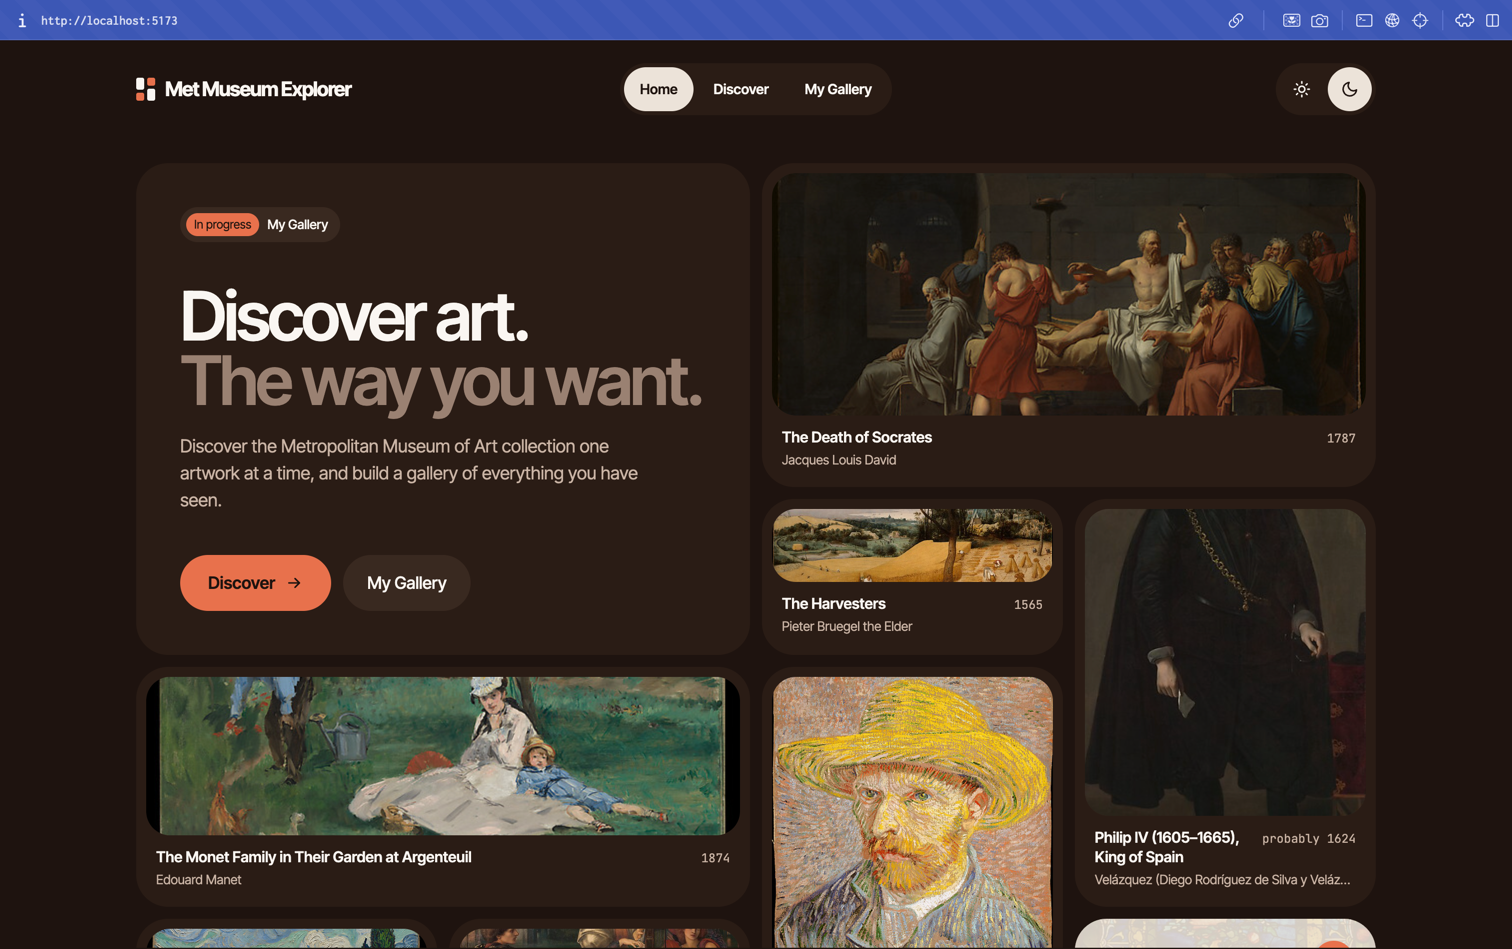 http://localhost:5173
Met Museum Explorer
Home
Discover
My Gallery
In progress
My Gallery
Discover art.
The way you want.
Discover the Metropolitan Museum of Art collection one
artwork at a time, and build a gallery of everything you have
seen.
Discover →
My Gallery
The Death of Socrates
1787
Jacques Louis David
The Harvesters
1565
Pieter Bruegel the Elder
Philip IV (1605–1665),
King of Spain
probably 1624
Velázquez (Diego Rodríguez de Silva y Veláz...
The Monet Family in Their Garden at Argenteuil
1874
Edouard Manet